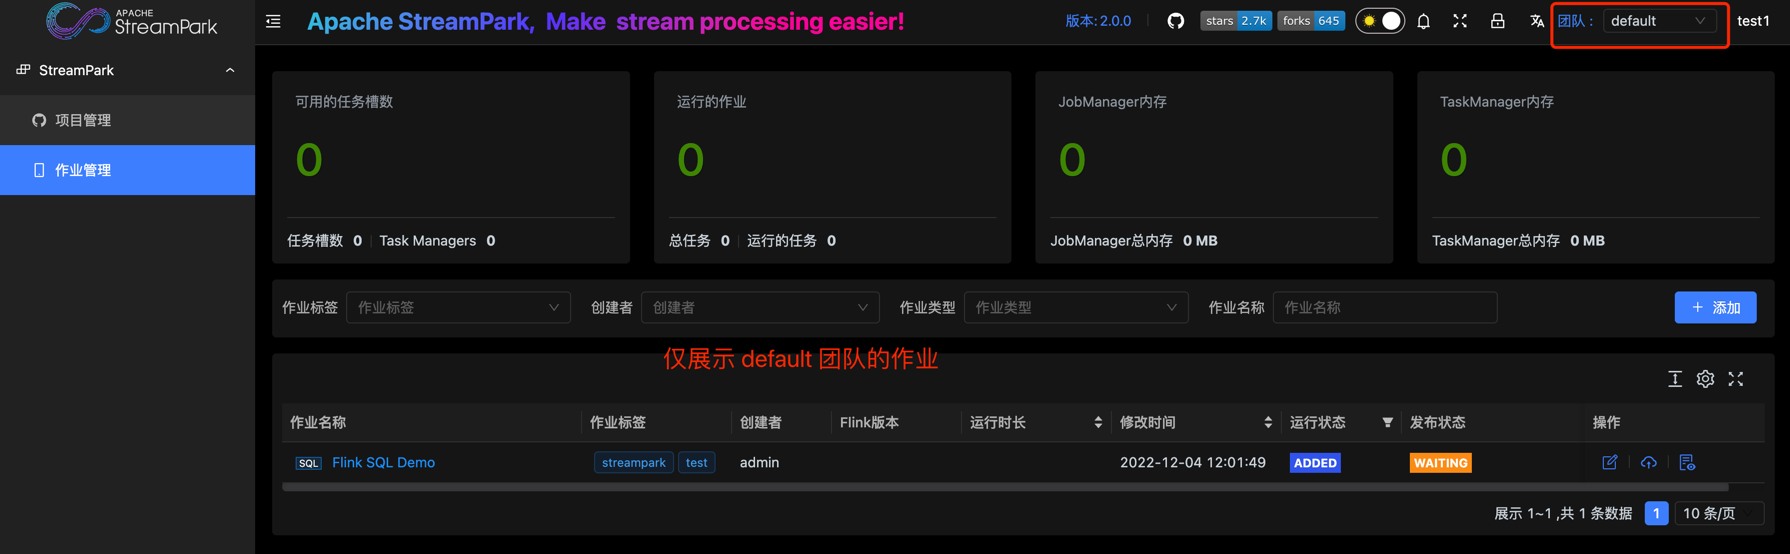 APACHE
StreamPark
Apache StreamPark, Make stream processing easier!
版本: 2.0.0
stars 2.7k
forks 645
团队 :
default
test1
StreamPark
项目管理
作业管理
可用的任务槽数
0
任务槽数 0
Task Managers 0
运行的作业
0
总任务 0
运行的任务 0
JobManager内存
0
JobManager总内存 0 MB
TaskManager内存
0
TaskManager总内存 0 MB
作业标签
作业标签
创建者
创建者
作业类型
作业类型
作业名称
作业名称
+ 添加
仅展示 default 团队的作业
作业名称
作业标签
创建者
Flink版本
运行时长
修改时间
运行状态
发布状态
操作
SQL
Flink SQL Demo
streampark
test
admin
2022-12-04 12:01:49
ADDED
WAITING
展示 1~1 ,共 1 条数据
1
10 条/页